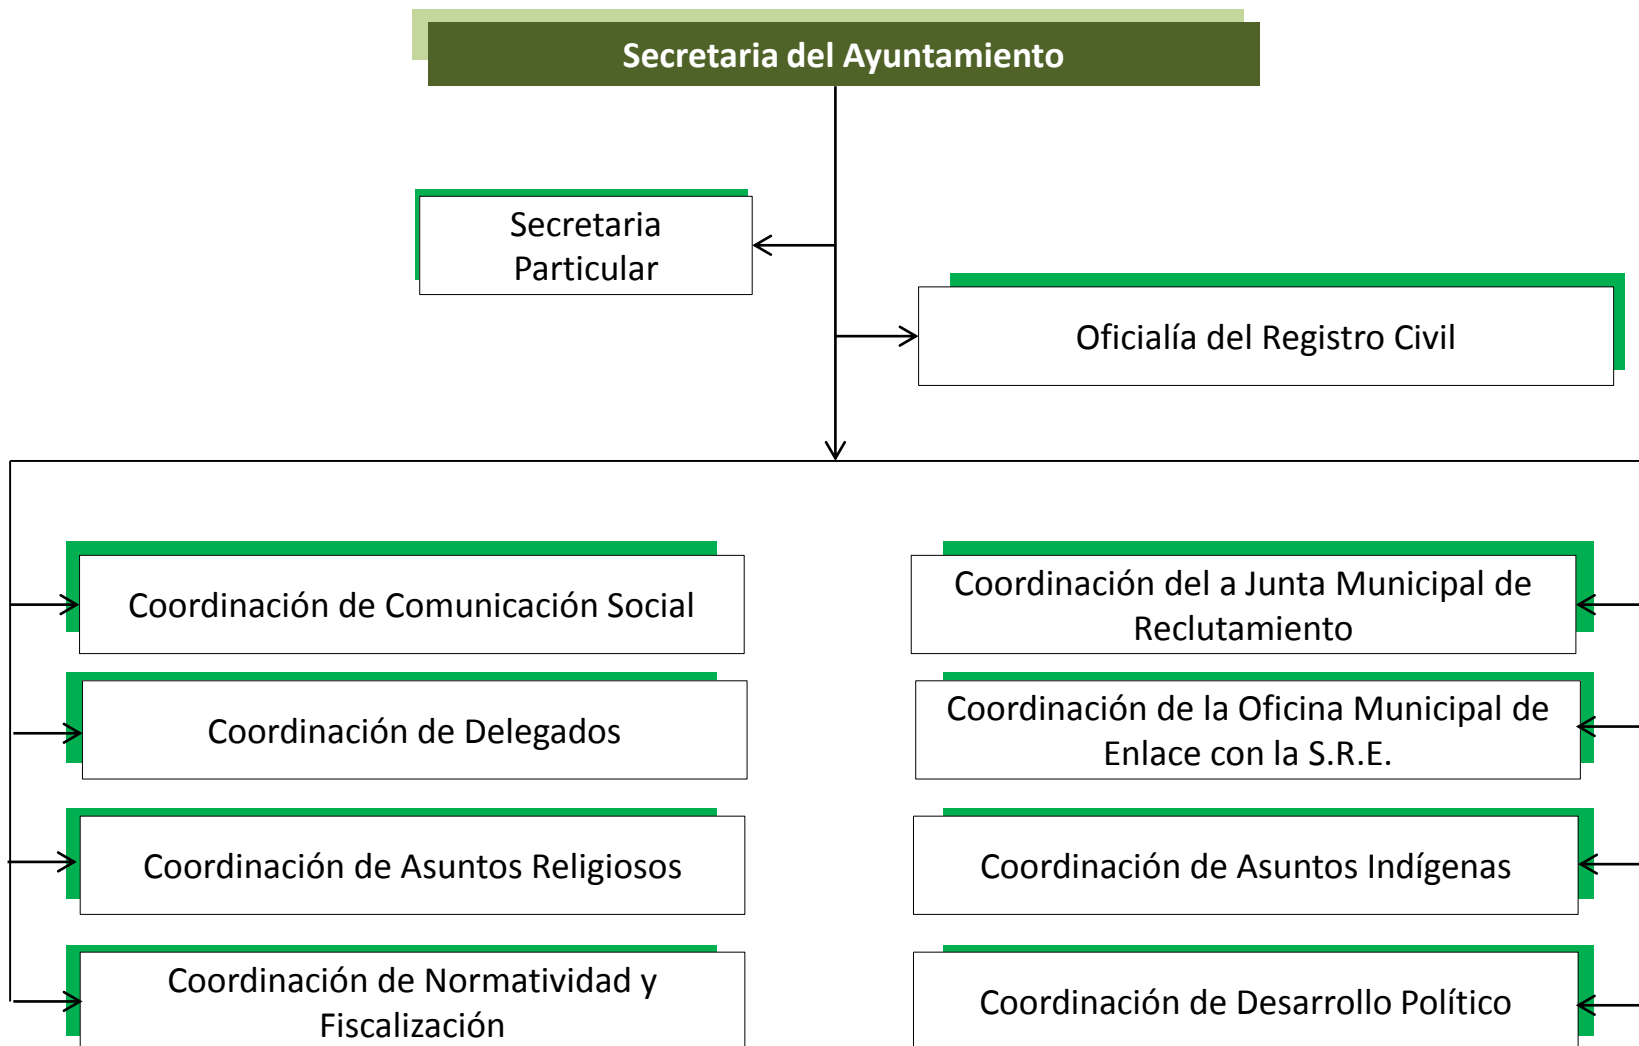 Secretaria del Ayuntamiento
Secretaria
Particular
Oficialía del Registro Civil
Coordinación de Comunicación Social
Coordinación del a Junta Municipal de
Reclutamiento
Coordinación de Delegados
Coordinación de la Oficina Municipal de
Enlace con la S.R.E.
Coordinación de Asuntos Religiosos
Coordinación de Asuntos Indígenas
Coordinación de Normatividad y
Fiscalización
Coordinación de Desarrollo Político